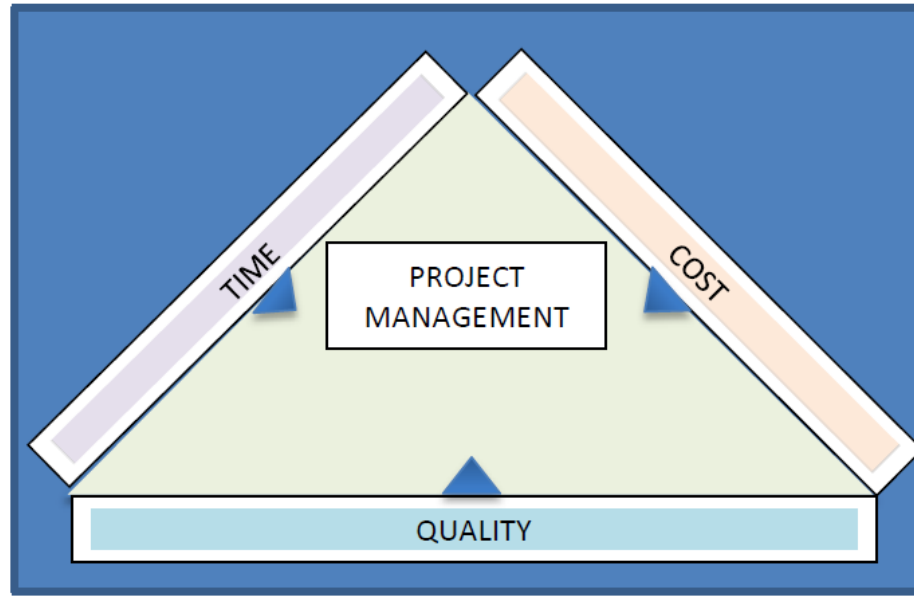 TIME
COST
PROJECT
MANAGEMENT
QUALITY